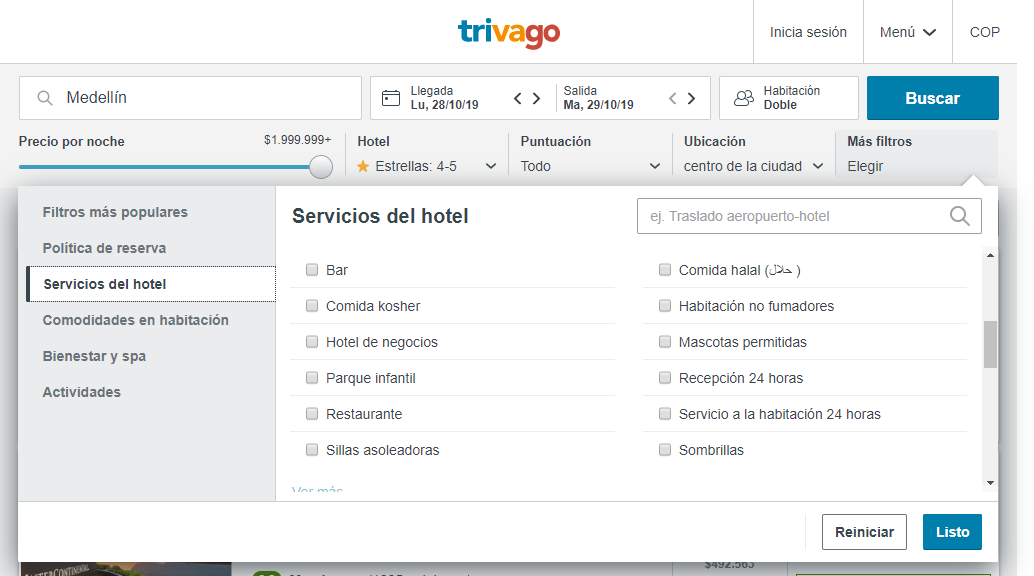 trivago
Inicia sesión
Menú
COP
Medellín
Llegada
Lu, 28/10/19
Salida
Ma, 29/10/19
Habitación
Doble
Buscar
Precio por noche
$1.999.999+
Hotel
Estrellas: 4-5
Puntuación
Todo
Ubicación
centro de la ciudad
Más filtros
Elegir
Filtros más populares
Política de reserva
Servicios del hotel
Comodidades en habitación
Bienestar y spa
Actividades
Servicios del hotel
ej. Traslado aeropuerto-hotel
Bar
Comida halal (حلال )
Comida kosher
Habitación no fumadores
Hotel de negocios
Mascotas permitidas
Parque infantil
Recepción 24 horas
Restaurante
Servicio a la habitación 24 horas
Sillas asoleadoras
Sombrillas
Ver más
Reiniciar
Listo
INTERCONTINENTAL
$492.563